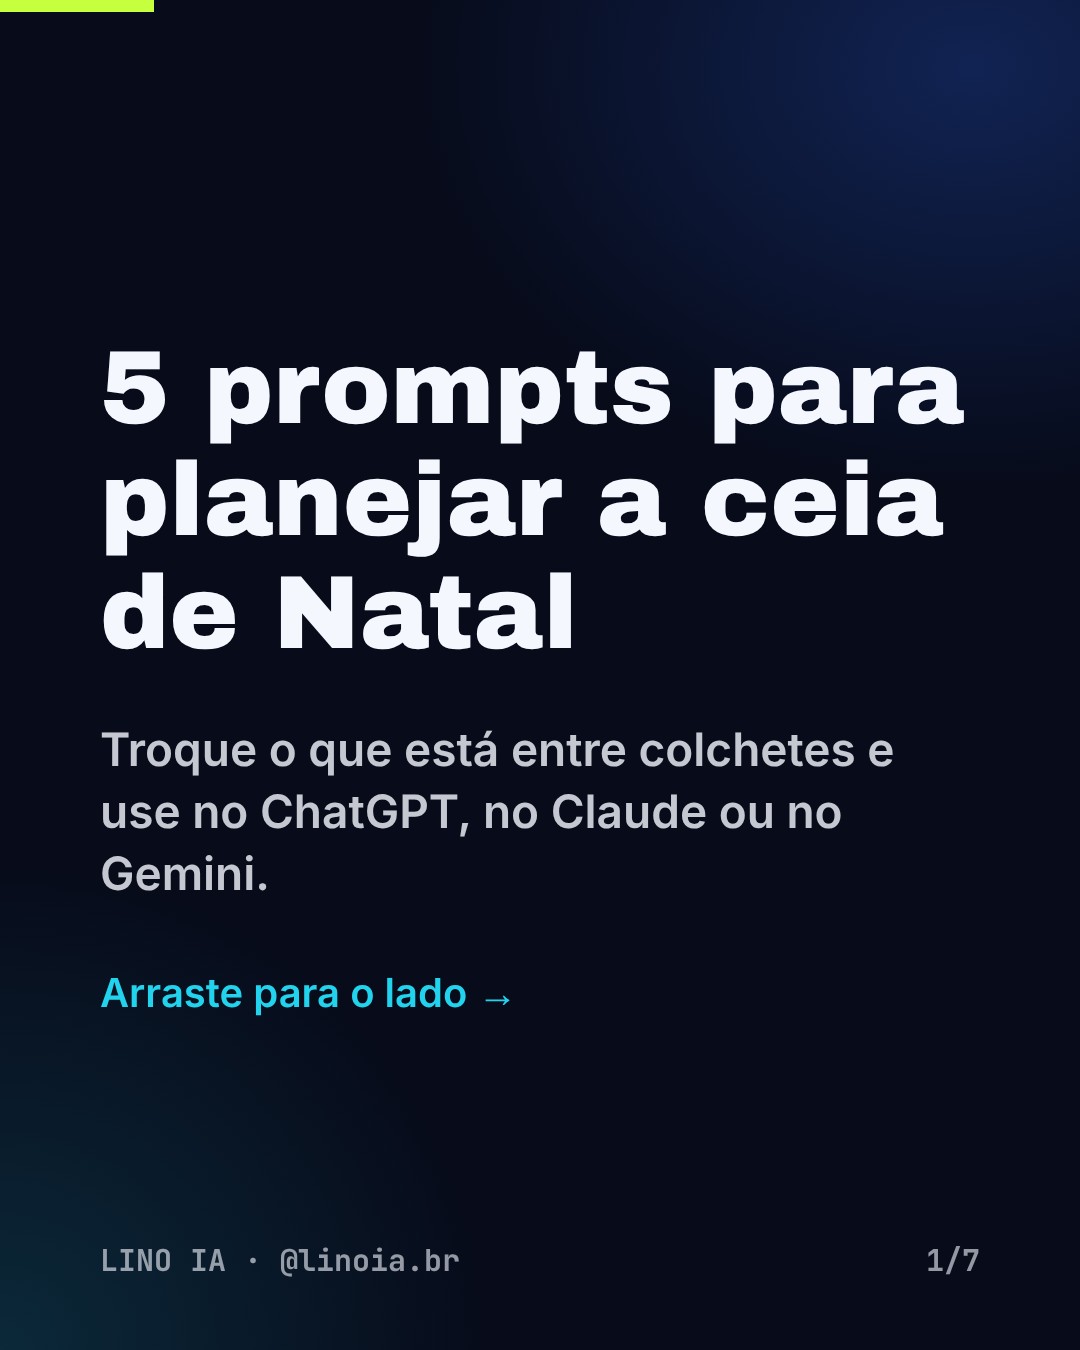 5 prompts para
planejar a ceia
de Natal
Troque o que está entre colchetes e
use no ChatGPT, no Claude ou no
Gemini.
Arraste para o lado →
LINO IA · @linoia.br
1/7